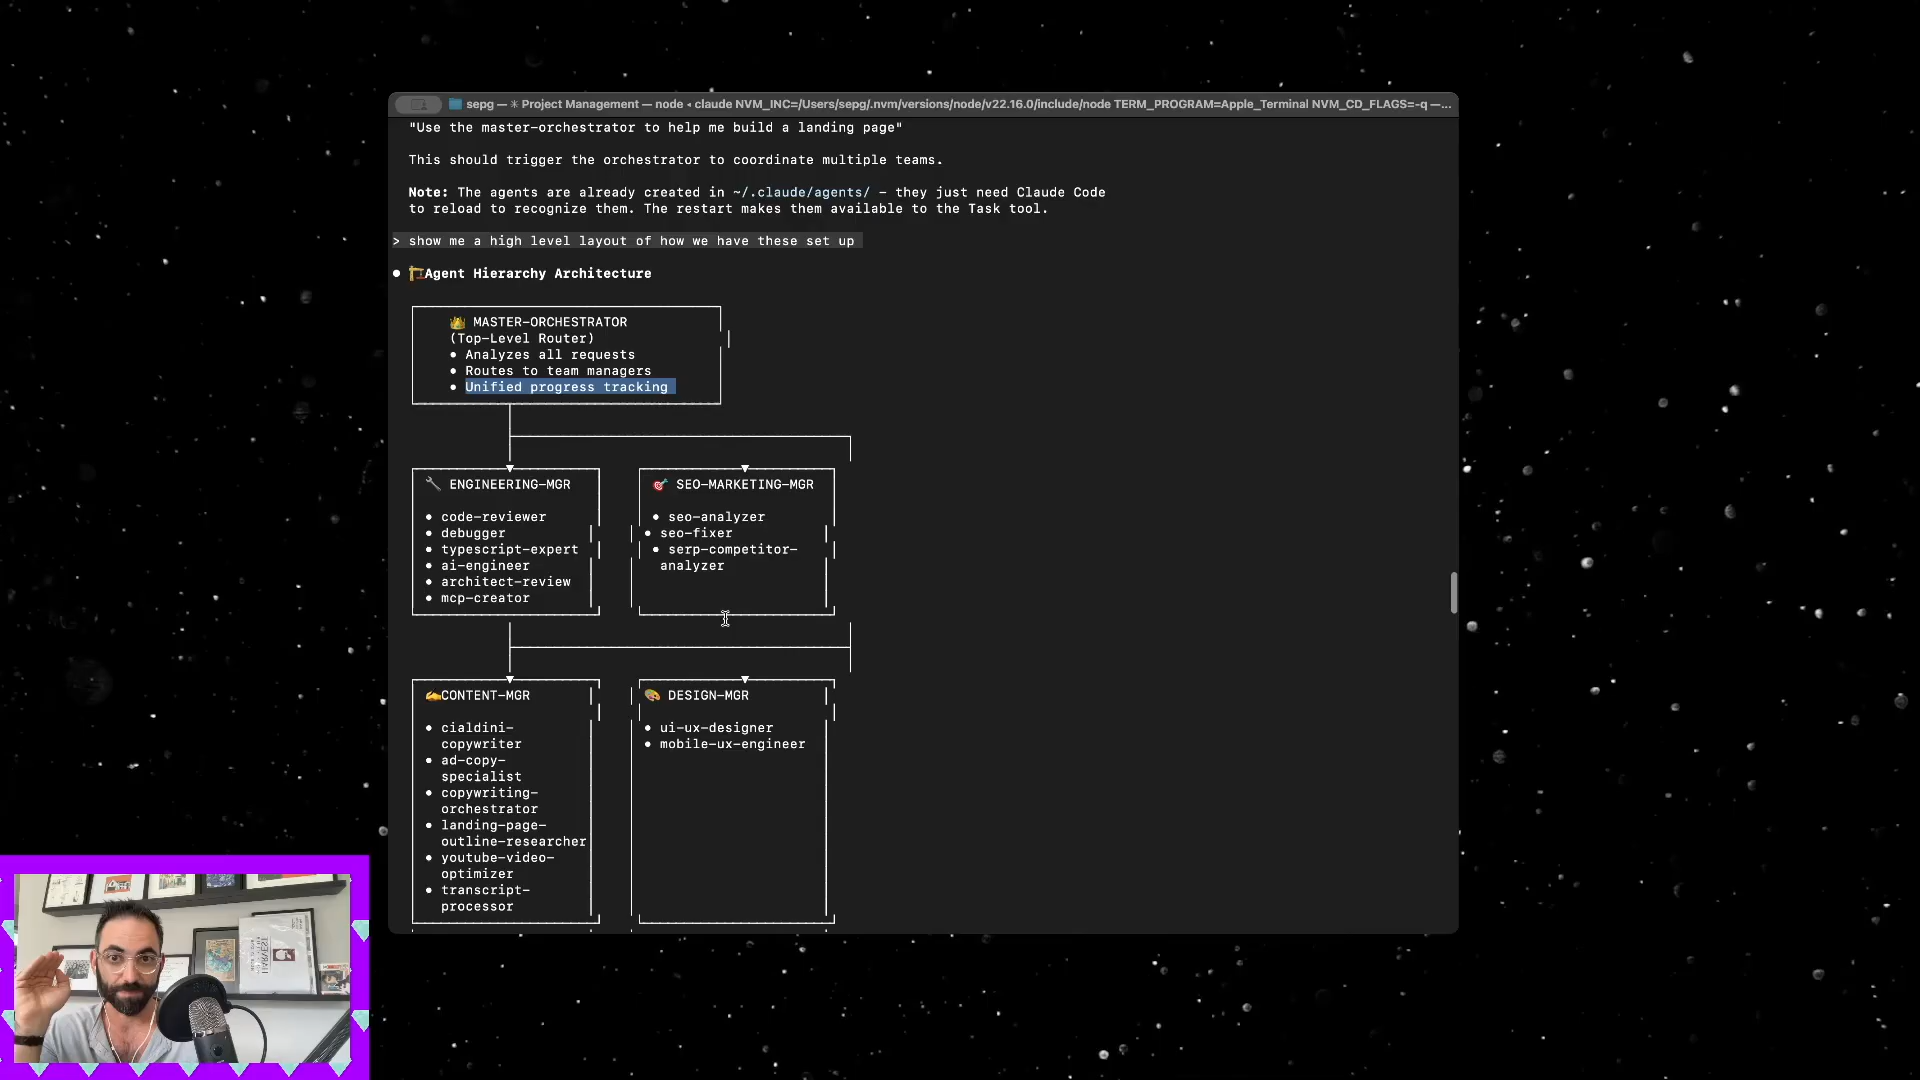 sepg — ✳ Project Management — node ◂ claude NVM_INC=/Users/sepg/.nvm/versions/node/v22.16.0/include/node TERM_PROGRAM=Apple_Terminal NVM_CD_FLAGS=-q —...
"Use the master-orchestrator to help me build a landing page"
This should trigger the orchestrator to coordinate multiple teams.
Note: The agents are already created in ~/.claude/agents/ – they just need Claude Code
to reload to recognize them. The restart makes them available to the Task tool.
> show me a high level layout of how we have these set up
● 🏗️Agent Hierarchy Architecture
👑 MASTER-ORCHESTRATOR
(Top-Level Router)
• Analyzes all requests
• Routes to team managers
• Unified progress tracking
🔧 ENGINEERING-MGR
• code-reviewer
• debugger
• typescript-expert
• ai-engineer
• architect-review
• mcp-creator
🎯 SEO-MARKETING-MGR
• seo-analyzer
• seo-fixer
• serp-competitor-
analyzer
✍️CONTENT-MGR
• cialdini-
copywriter
• ad-copy-
specialist
• copywriting-
orchestrator
• landing-page-
outline-researcher
• youtube-video-
optimizer
• transcript-
processor
🎨 DESIGN-MGR
• ui-ux-designer
• mobile-ux-engineer